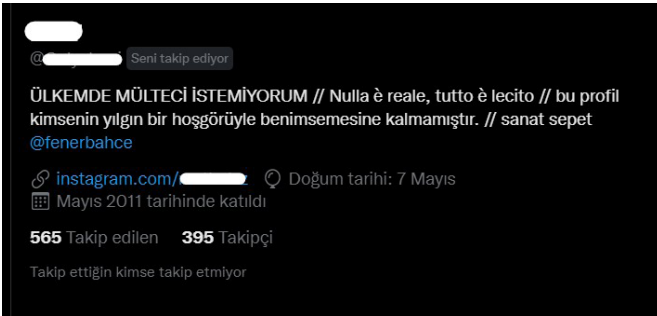 @ Seni takip ediyor
ÜLKEMDE MÜLTECİ İSTEMİYORUM // Nulla è reale, tutto è lecito // bu profil
kimsenin yılgın bir hoşgörüyle benimsemesine kalmamıştır. // sanat sepet
@fenerbahce
instagram.com/ Doğum tarihi: 7 Mayıs
Mayıs 2011 tarihinde katıldı
565 Takip edilen 395 Takipçi
Takip ettiğin kimse takip etmiyor